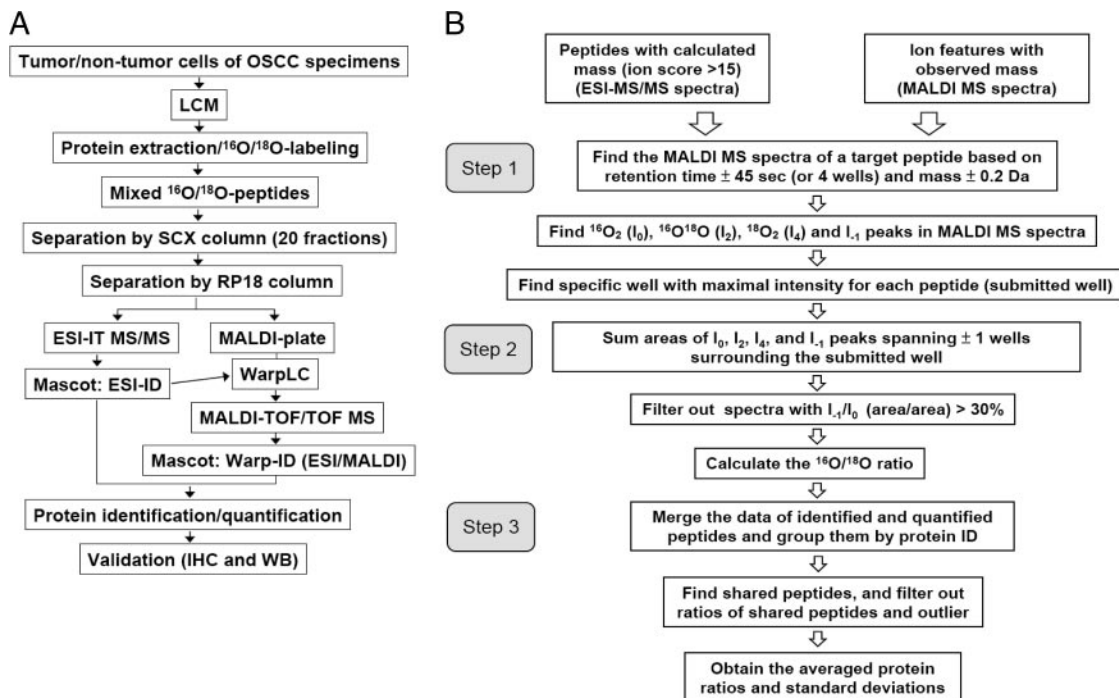 A
Tumor/non-tumor cells of OSCC specimens
LCM
Protein extraction/¹⁶O/¹⁸O-labeling
Mixed ¹⁶O/¹⁸O-peptides
Separation by SCX column (20 fractions)
Separation by RP18 column
ESI-IT MS/MS
MALDI-plate
Mascot: ESI-ID
WarpLC
MALDI-TOF/TOF MS
Mascot: Warp-ID (ESI/MALDI)
Protein identification/quantification
Validation (IHC and WB)
B
Peptides with calculated
mass (ion score >15)
(ESI-MS/MS spectra)
Ion features with
observed mass
(MALDI MS spectra)
Step 1
Find the MALDI MS spectra of a target peptide based on
retention time ± 45 sec (or 4 wells) and mass ± 0.2 Da
Find ¹⁶O₂ (I₀), ¹⁶O¹⁸O (I₂), ¹⁸O₂ (I₄) and I₋₁ peaks in MALDI MS spectra
Find specific well with maximal intensity for each peptide (submitted well)
Step 2
Sum areas of I₀, I₂, I₄, and I₋₁ peaks spanning ± 1 wells
surrounding the submitted well
Filter out spectra with I₋₁/I₀ (area/area) > 30%
Calculate the ¹⁶O/¹⁸O ratio
Step 3
Merge the data of identified and quantified
peptides and group them by protein ID
Find shared peptides, and filter out
ratios of shared peptides and outlier
Obtain the averaged protein
ratios and standard deviations